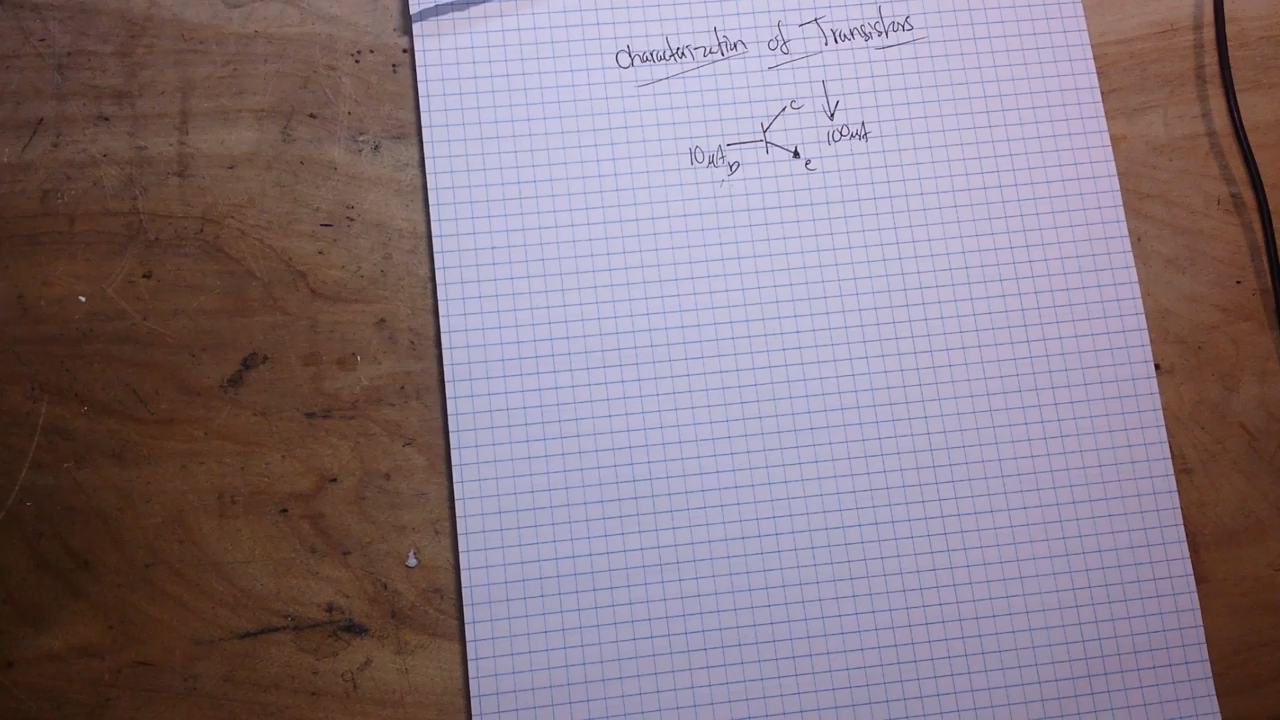 Characterization of Transistors
c
100μA
10μA
b
e